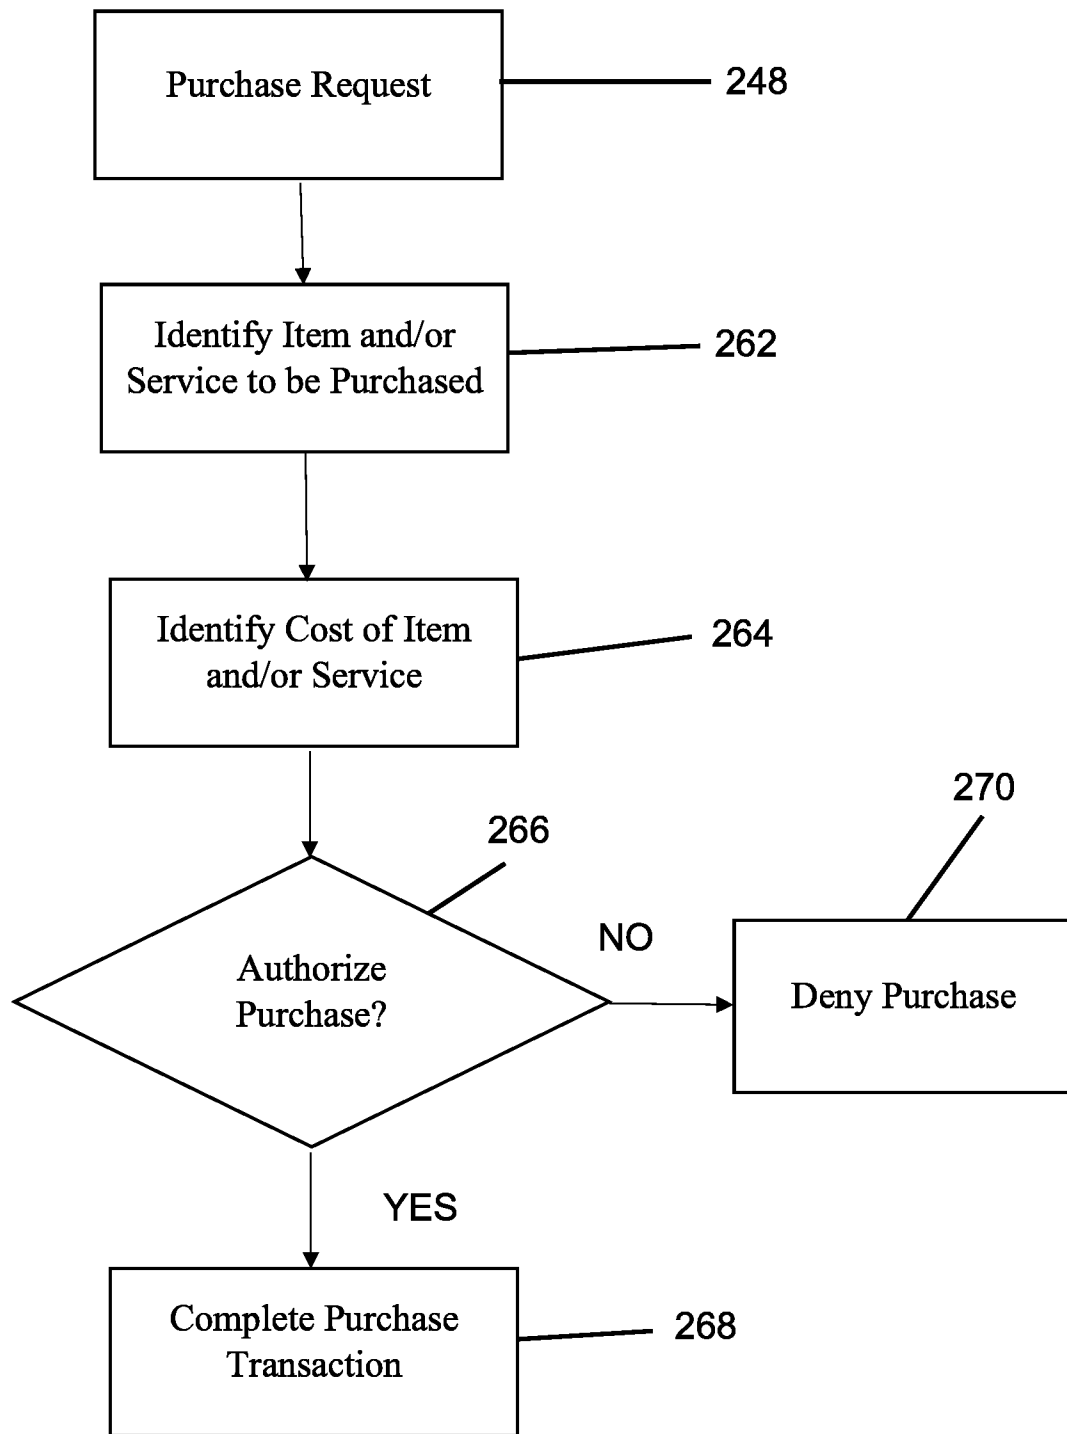 Purchase Request
248
Identify Item and/or
Service to be Purchased
262
Identify Cost of Item
and/or Service
264
266
270
Authorize
Purchase?
NO
Deny Purchase
YES
Complete Purchase
Transaction
268